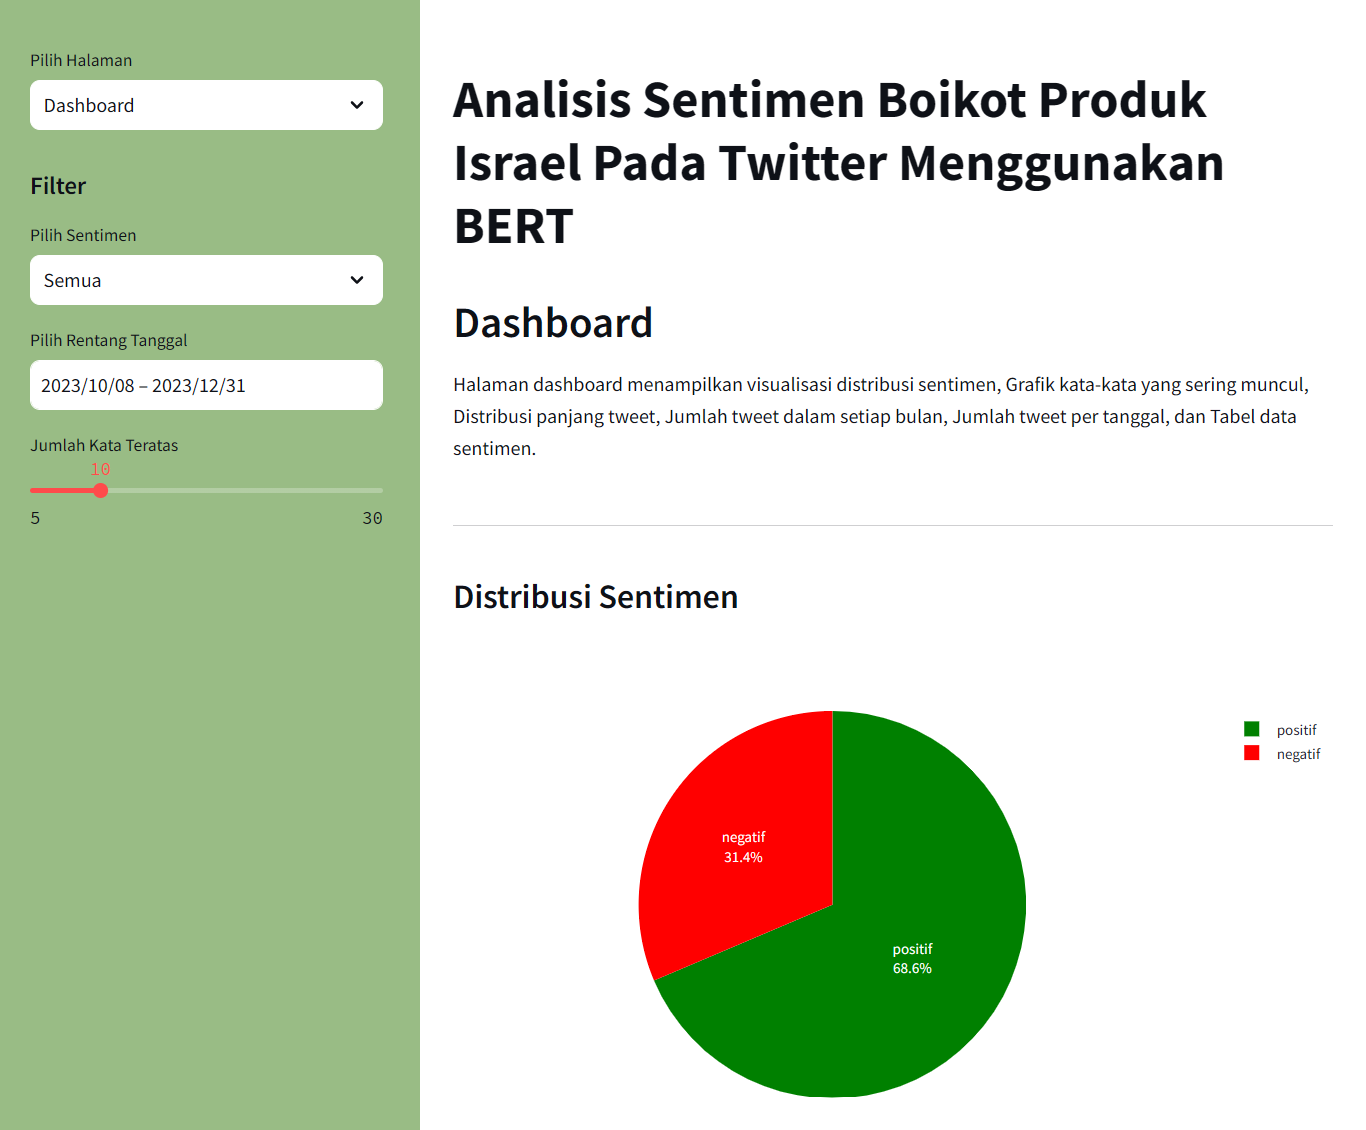 Pilih Halaman
Dashboard
Filter
Pilih Sentimen
Semua
Pilih Rentang Tanggal
2023/10/08 – 2023/12/31
Jumlah Kata Teratas
10
5 30
Analisis Sentimen Boikot Produk
Israel Pada Twitter Menggunakan
BERT
Dashboard
Halaman dashboard menampilkan visualisasi distribusi sentimen, Grafik kata-kata yang sering muncul,
Distribusi panjang tweet, Jumlah tweet dalam setiap bulan, Jumlah tweet per tanggal, dan Tabel data
sentimen.
Distribusi Sentimen
positif
negatif
negatif
31.4%
positif
68.6%